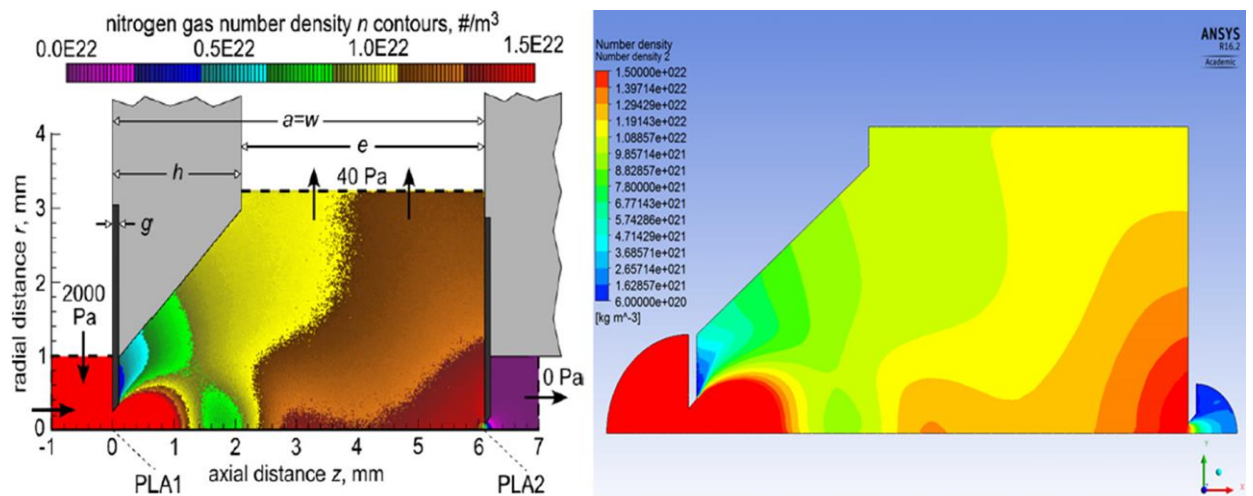 nitrogen gas number density n contours, #/m³
0.0E22 0.5E22 1.0E22 1.5E22
a=w
e
h
g
40 Pa
2000
Pa
0 Pa
4
3
2
1
0
radial distance r, mm
-1 0 1 2 3 4 5 6 7
axial distance z, mm
PLA1 PLA2
Number density
Number density 2
1.50000e+022
1.39714e+022
1.29429e+022
1.19143e+022
1.08857e+022
9.85714e+021
8.82857e+021
7.80000e+021
6.77143e+021
5.74286e+021
4.71429e+021
3.68571e+021
2.65714e+021
1.62857e+021
6.00000e+020
[kg m^-3]
ANSYS
R16.2
Academic
Y
X